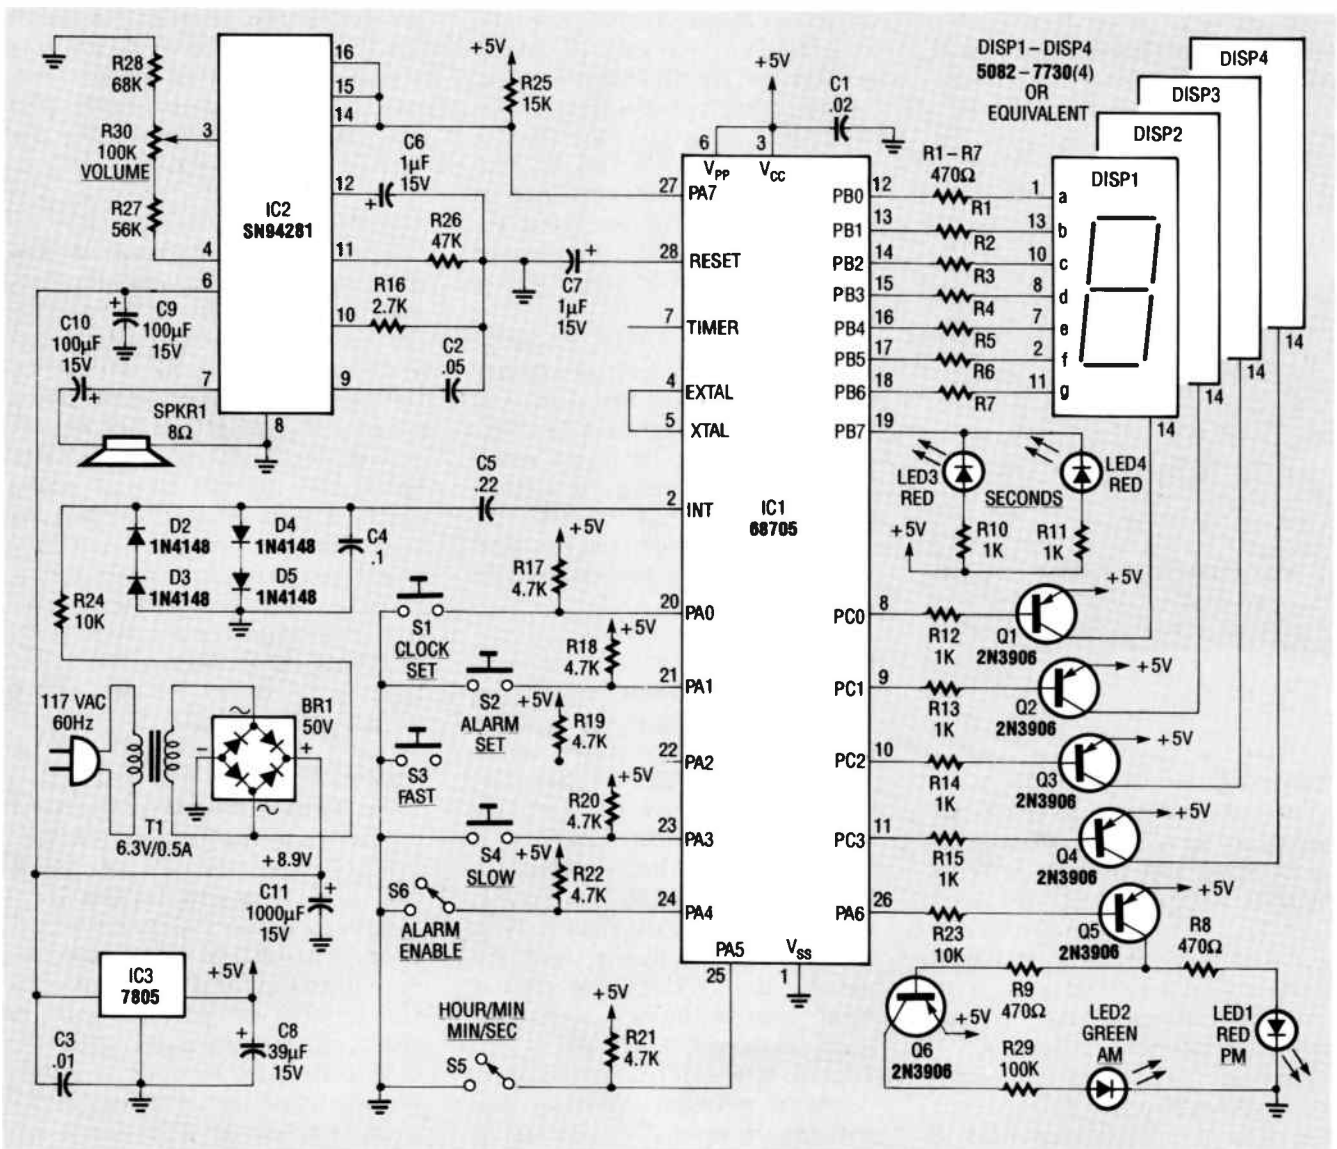 R28
68K
R30
100K
VOLUME
R27
56K
3
4
6
7
8
16
15
14
12
11
10
9
IC2
SN94281
C10
100µF
15V
+
C9
100µF
15V
+
SPKR1
8Ω
+5V
R25
15K
C6
1µF
15V
+
R26
47K
R16
2.7K
C2
.05
C7
1µF
15V
+
+5V
C1
.02
6
3
VPP
VCC
27
PA7
28
RESET
7
TIMER
4
EXTAL
5
XTAL
2
INT
IC1
68705
20
PA0
21
PA1
22
PA2
23
PA3
24
PA4
PA5
25
VSS
1
PB0
12
PB1
13
PB2
14
PB3
15
PB4
16
PB5
17
PB6
18
PB7
19
PC0
8
PC1
9
PC2
10
PC3
11
PA6
26
R1–R7
470Ω
R1
R2
R3
R4
R5
R6
R7
DISP1–DISP4
5082–7730(4)
OR
EQUIVALENT
DISP4
DISP3
DISP2
DISP1
1
a
13
b
10
c
8
d
7
e
2
f
11
g
14
14
14
14
LED3
RED
SECONDS
LED4
RED
+5V
R10
1K
R11
1K
R12
1K
Q1
2N3906
+5V
R13
1K
Q2
2N3906
+5V
R14
1K
Q3
2N3906
+5V
R15
1K
Q4
2N3906
+5V
R23
10K
Q5
2N3906
+5V
R8
470Ω
R9
470Ω
Q6
2N3906
+5V
R29
100K
LED2
GREEN
AM
LED1
RED
PM
C5
.22
D2
1N4148
D4
1N4148
D3
1N4148
D5
1N4148
C4
.1
R24
10K
117 VAC
60Hz
T1
6.3V/0.5A
BR1
50V
~
–
+
~
+8.9V
C11
1000µF
15V
+
IC3
7805
+5V
C3
.01
C8
39µF
15V
+
+5V
R17
4.7K
S1
CLOCK
SET
+5V
R18
4.7K
S2
ALARM
SET
+5V
R19
4.7K
S3
FAST
+5V
R20
4.7K
S4
SLOW
+5V
R22
4.7K
S6
ALARM
ENABLE
HOUR/MIN
MIN/SEC
S5
+5V
R21
4.7K